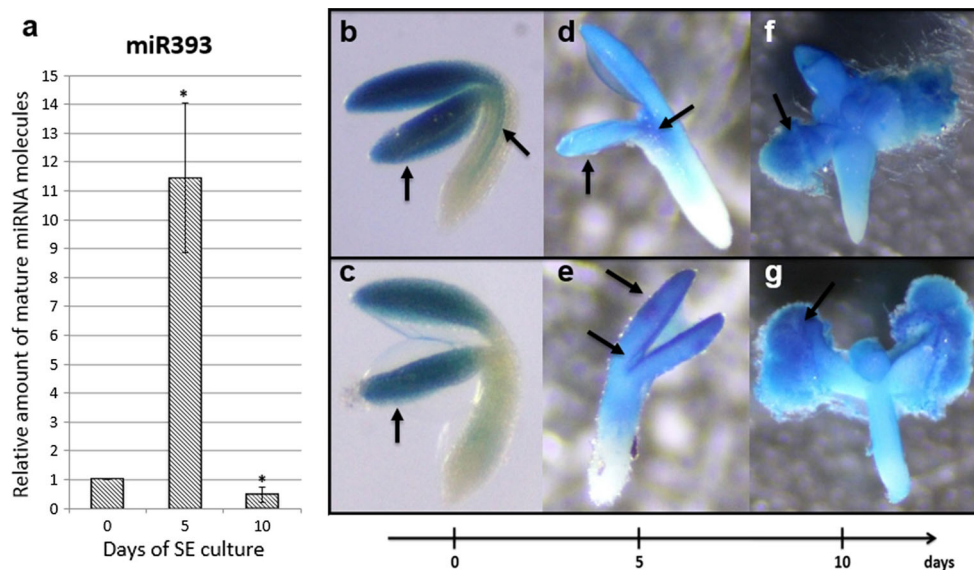 a
miR393
Relative amount of mature miRNA molecules
15
14
13
12
11
10
9
8
7
6
5
4
3
2
1
0
*
*
0 5 10
Days of SE culture
b d f
c e g
0 5 10 days